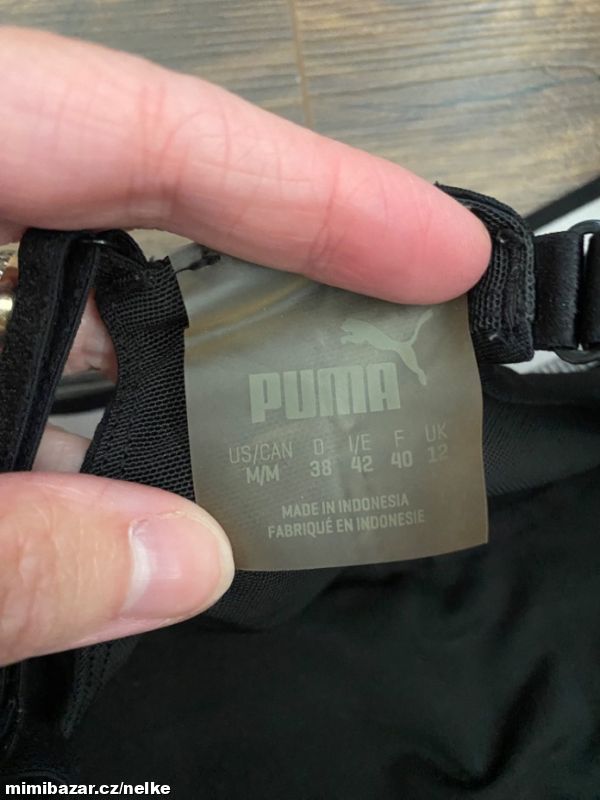 PUMA
US/CAN D I/E F UK
M/M 38 42 40 12
MADE IN INDONESIA
FABRIQUÉ EN INDONESIE
mimibazar.cz/nelke